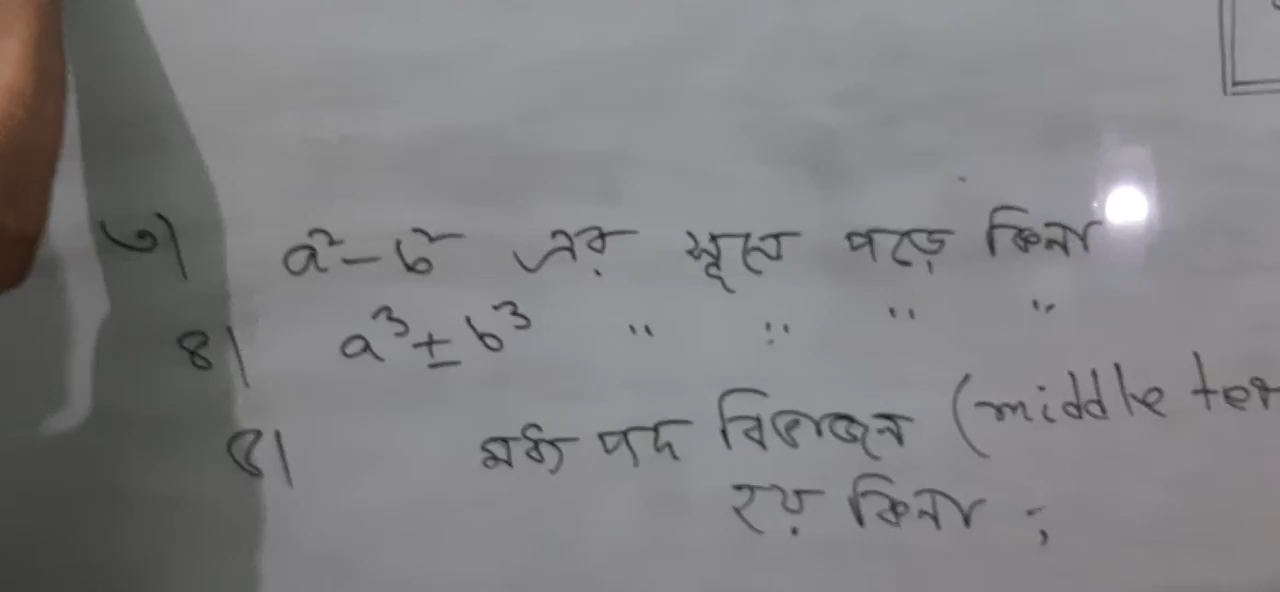 ৩। a²-b² এর সূত্রে পড়ে কিনা
৪। a³±b³ " " " "
৫। মধ্য পদ বিভাজন (middle ter
হয় কিনা ;